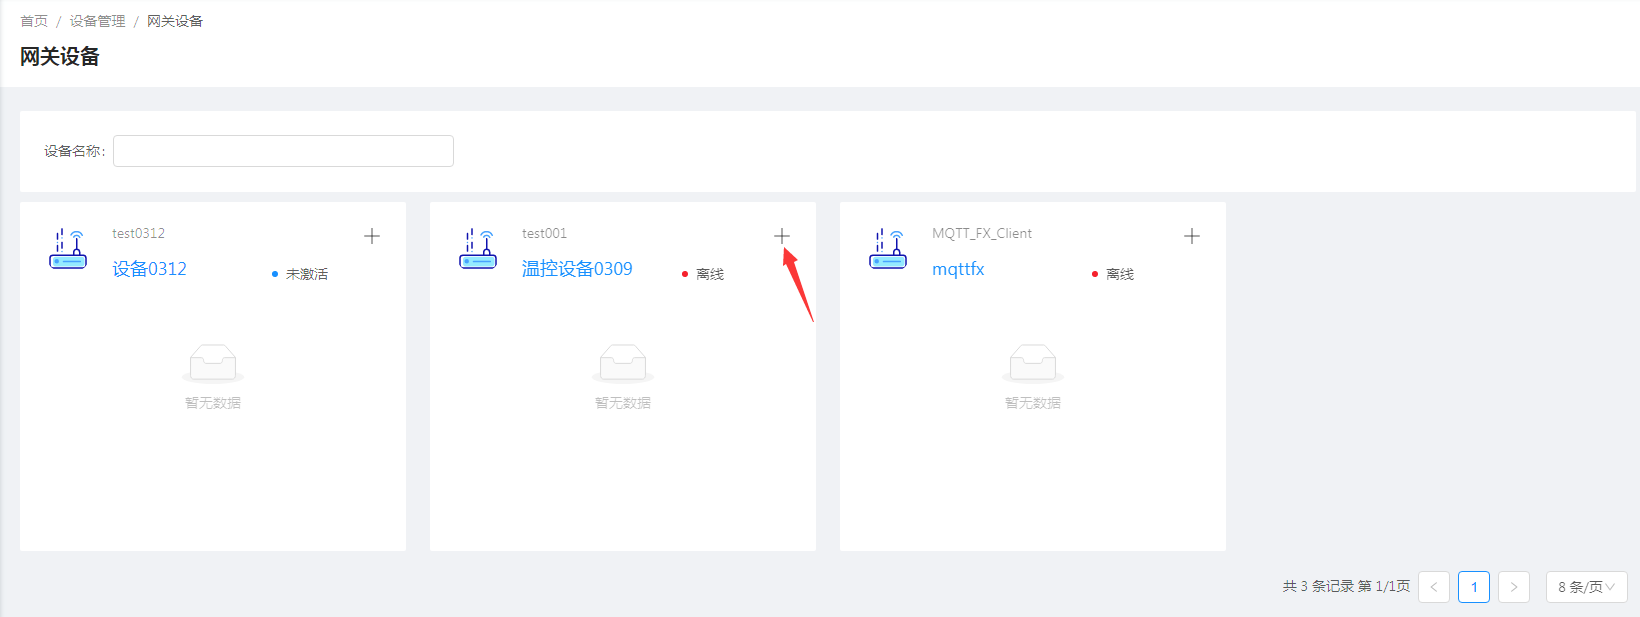 首页 / 设备管理 / 网关设备
网关设备
设备名称:
test0312
设备0312
未激活
暂无数据
test001
温控设备0309
离线
暂无数据
MQTT_FX_Client
mqttfx
离线
暂无数据
共 3 条记录 第 1/1页 < 1 > 8 条/页